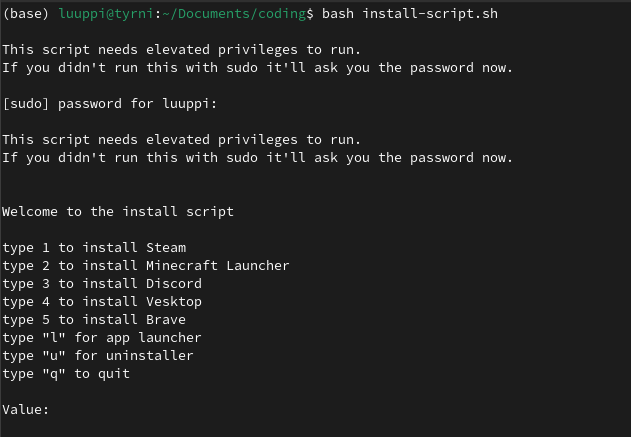 (base) luuppi@tyrni:~/Documents/coding$ bash install-script.sh
This script needs elevated privileges to run.
If you didn't run this with sudo it'll ask you the password now.
[sudo] password for luuppi:
This script needs elevated privileges to run.
If you didn't run this with sudo it'll ask you the password now.
Welcome to the install script
type 1 to install Steam
type 2 to install Minecraft Launcher
type 3 to install Discord
type 4 to install Vesktop
type 5 to install Brave
type "l" for app launcher
type "u" for uninstaller
type "q" to quit
Value: